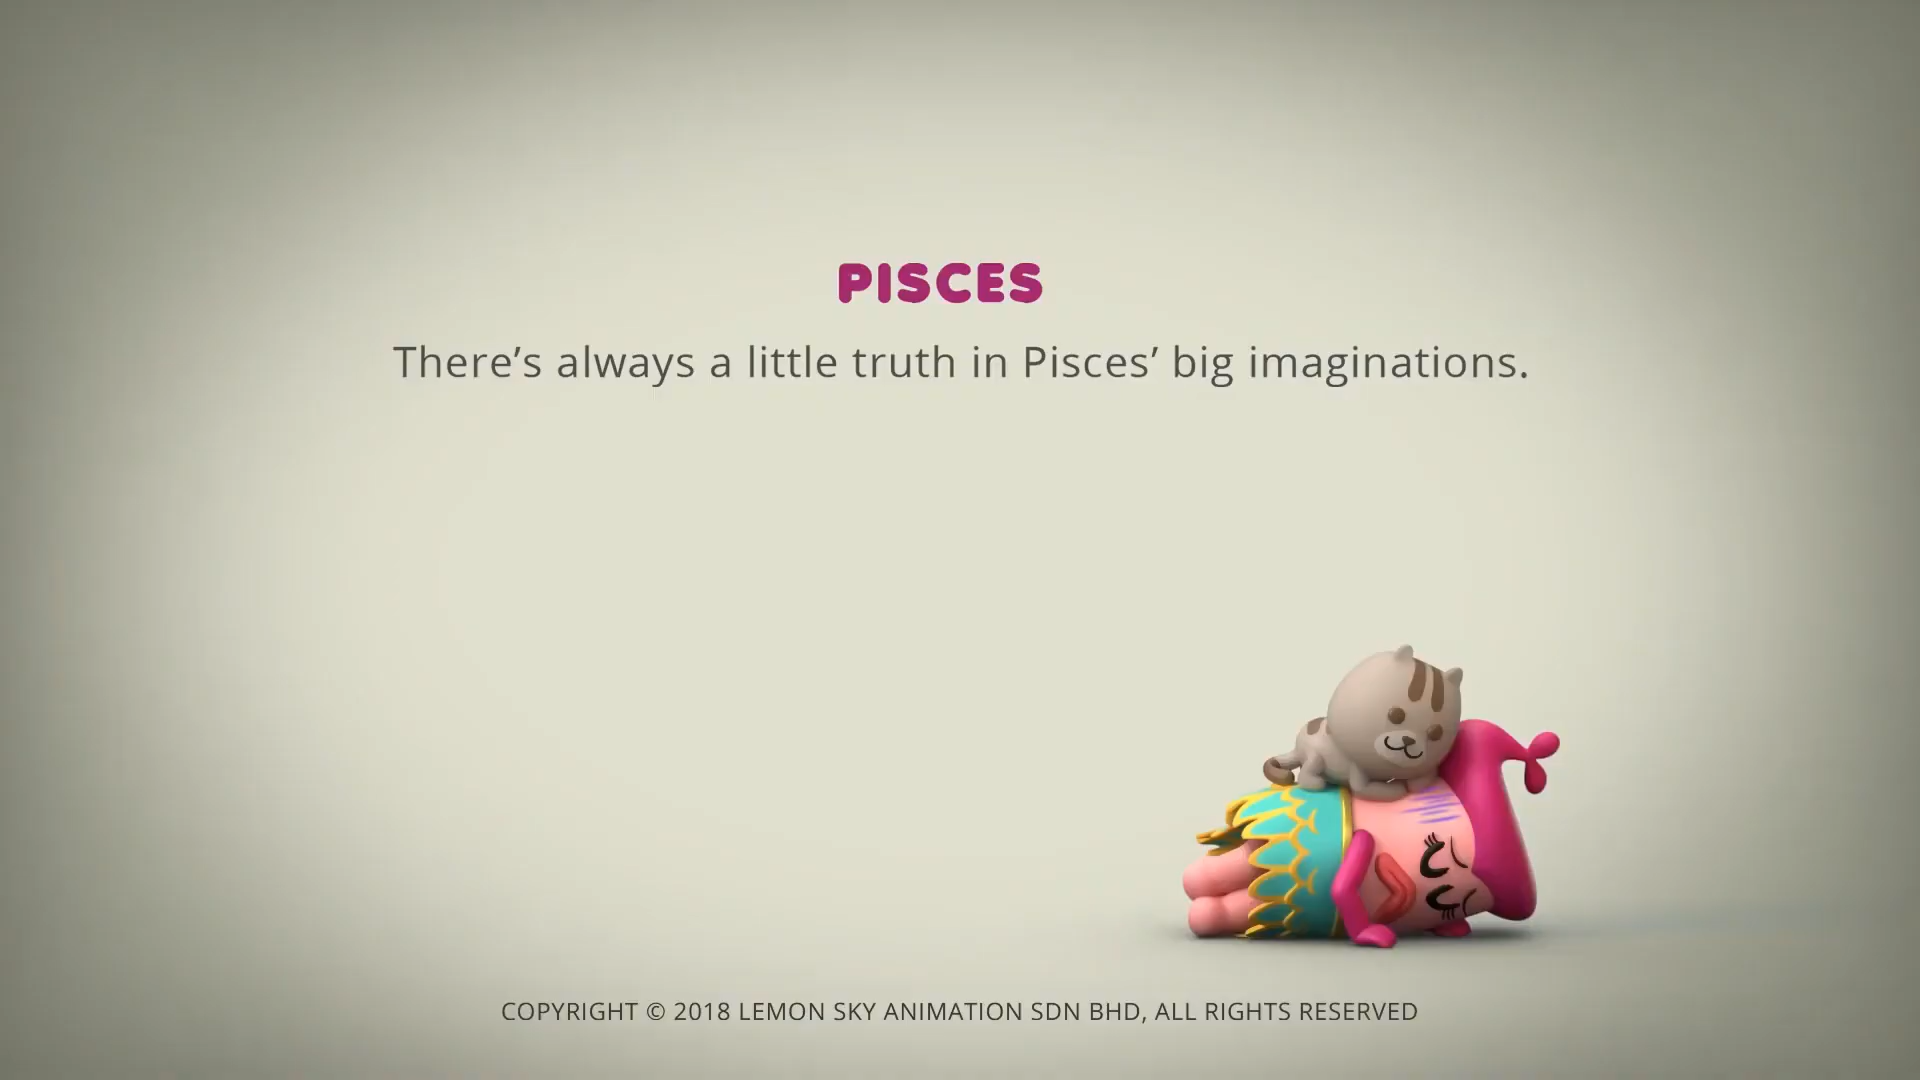 PISCES
There’s always a little truth in Pisces’ big imaginations.
COPYRIGHT © 2018 LEMON SKY ANIMATION SDN BHD, ALL RIGHTS RESERVED